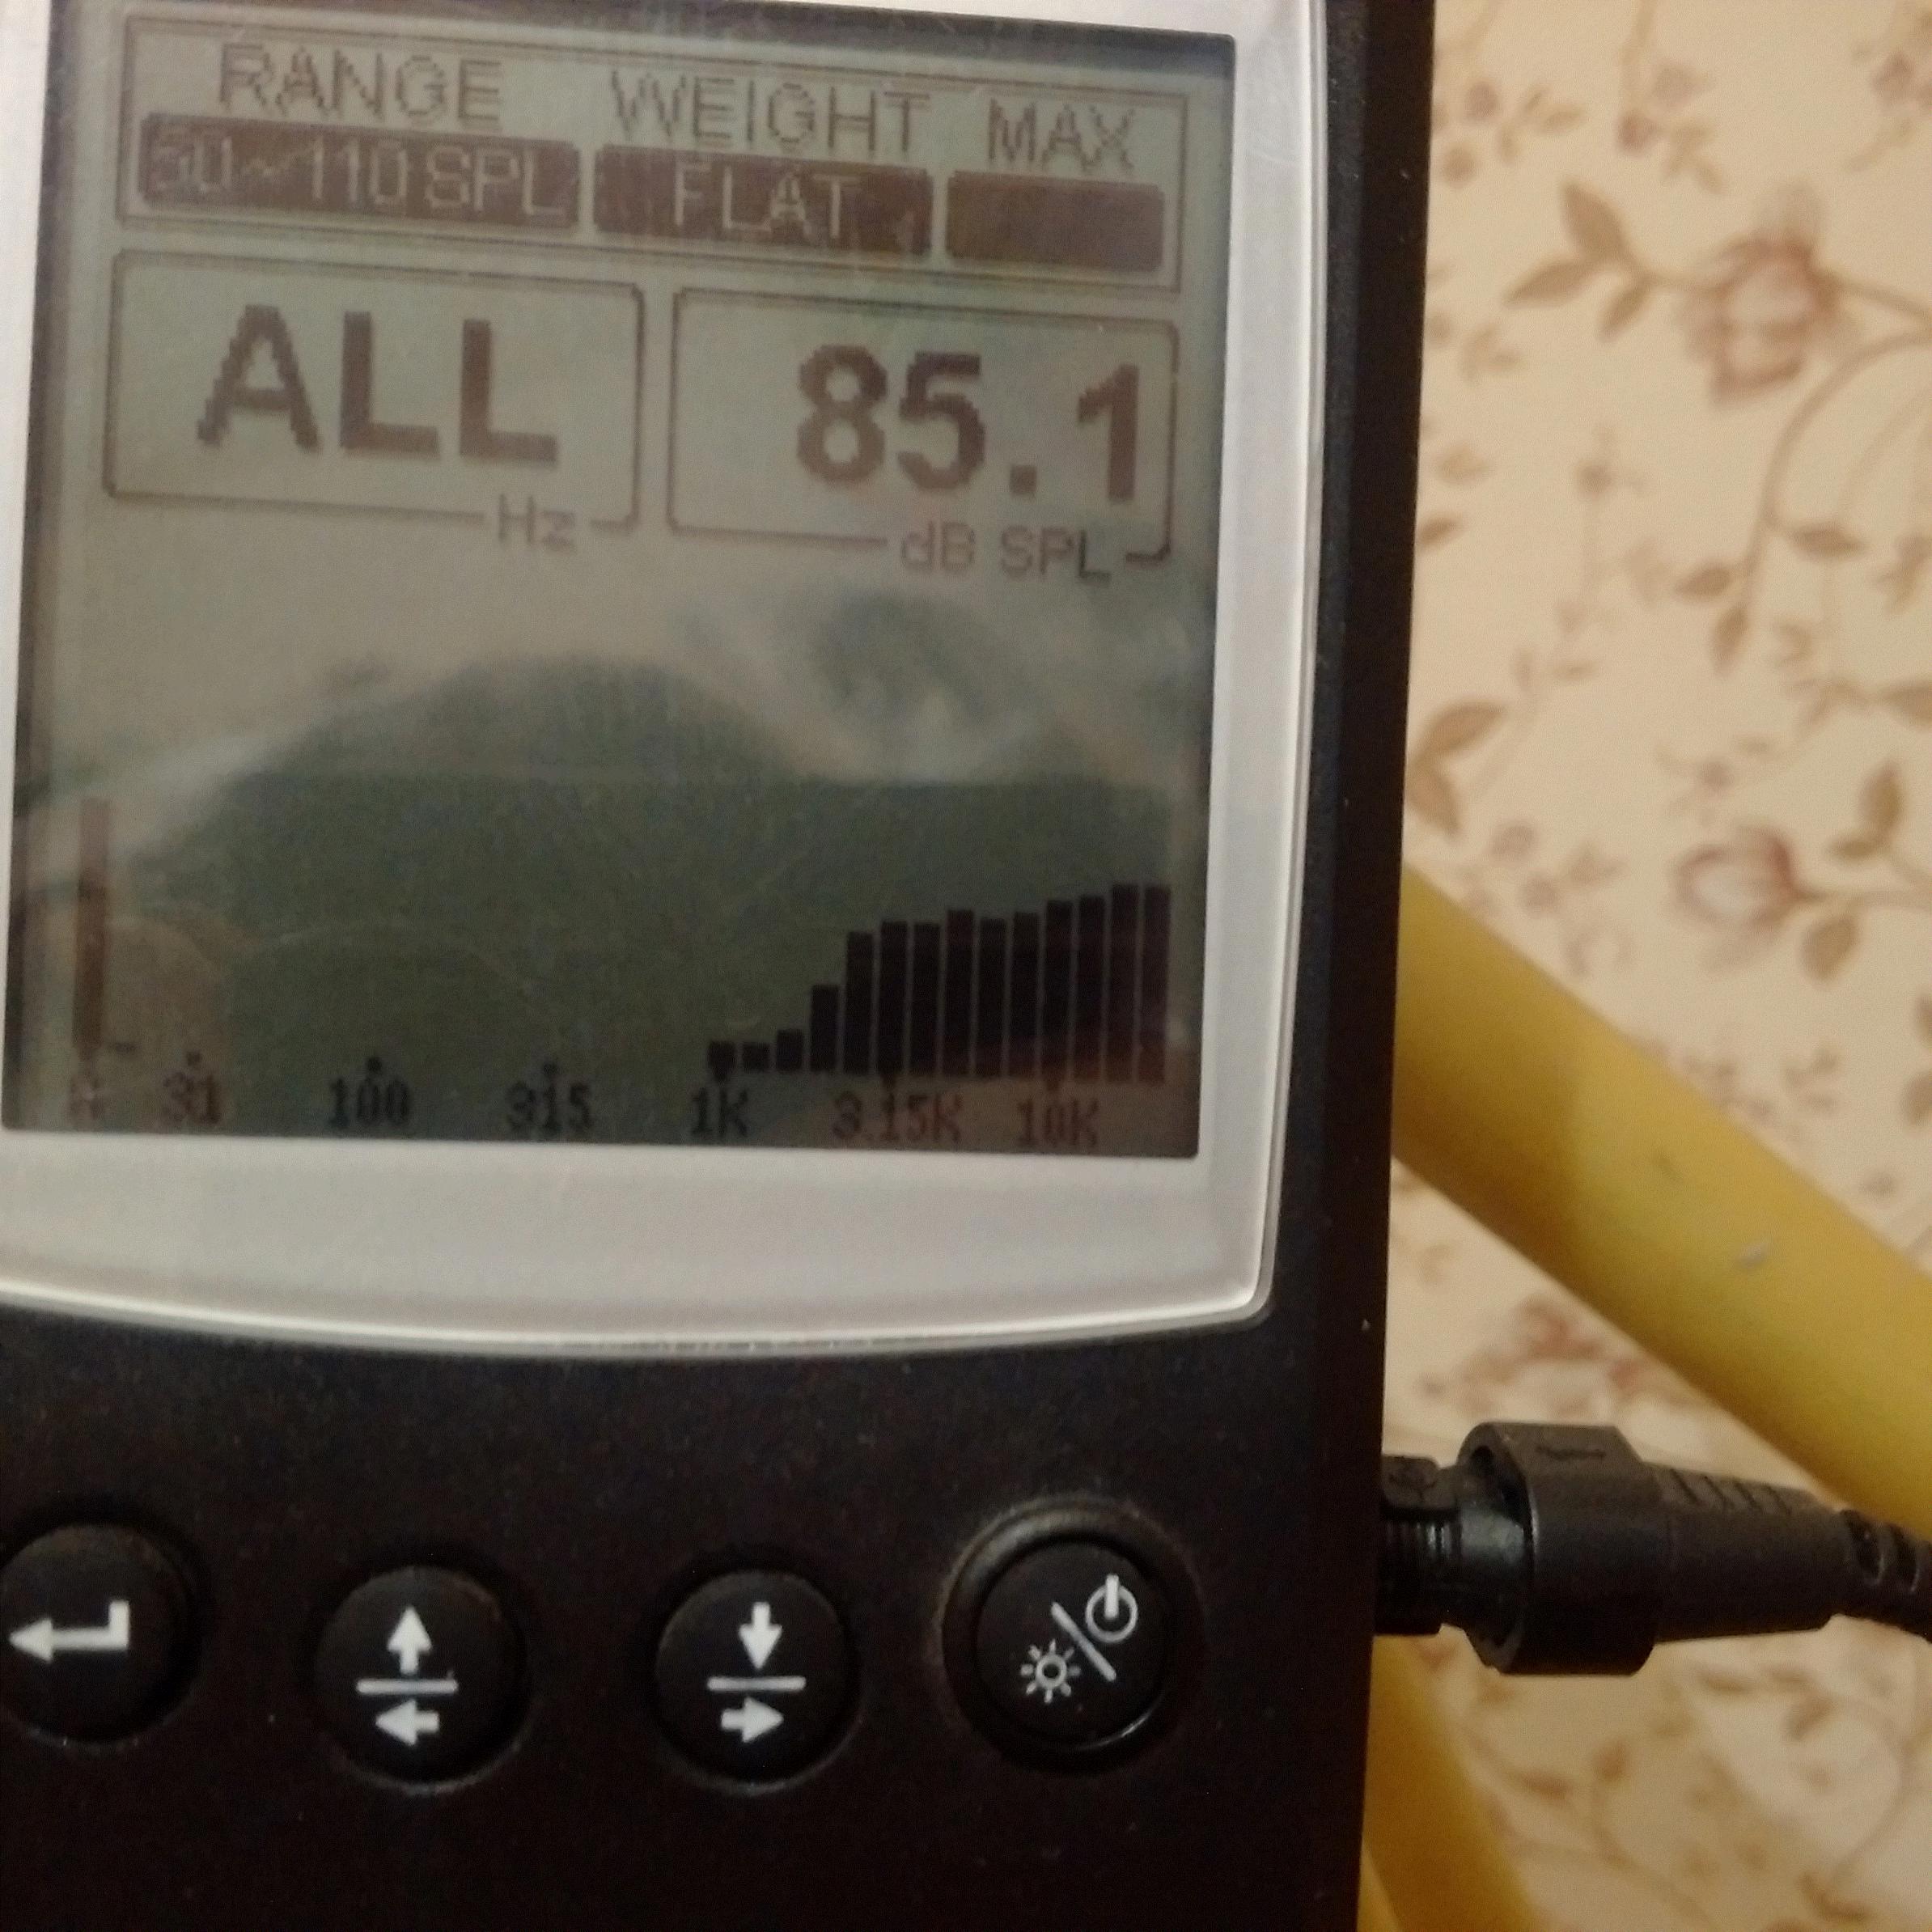 RANGE WEIGHT MAX
50~110 SPL FLAT
ALL 85.1
Hz dB SPL
31 100 315 1K 3.15K 10K